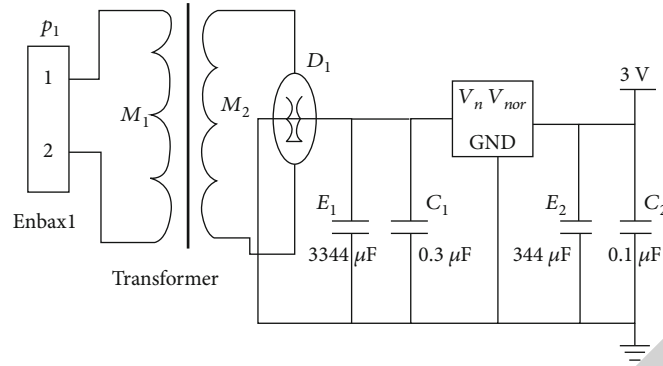 p1
1
2
Enbax1
M1
M2
Transformer
D1
E1
3344 μF
C1
0.3 μF
Vn Vnor
GND
3 V
E2
344 μF
C2
0.1 μF